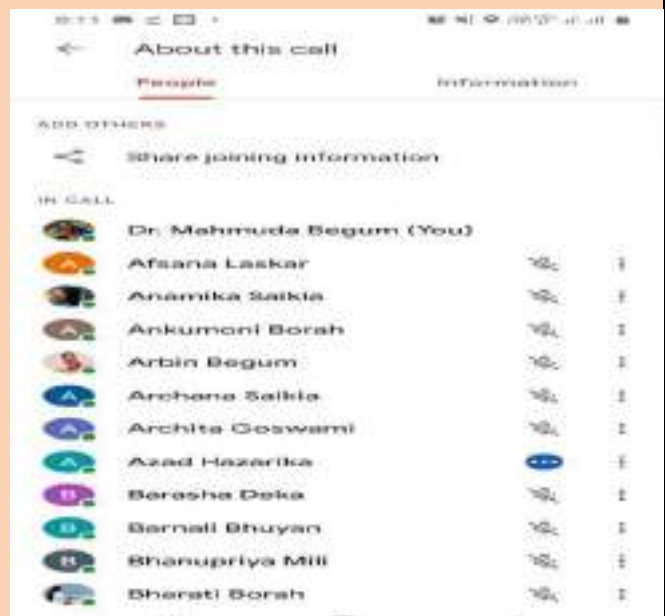 About this call
People Information
ADD OTHERS
Share joining information
IN CALL
Dr. Mahmuda Begum (You)
A Afsana Laskar
Anamika Saikia
A Ankumoni Borah
Arbin Begum
A Archana Saikia
A Archita Goswami
A Azad Hazarika
B Barasha Deka
B Barnali Bhuyan
B Bhanupriya Mili
Bharati Borah